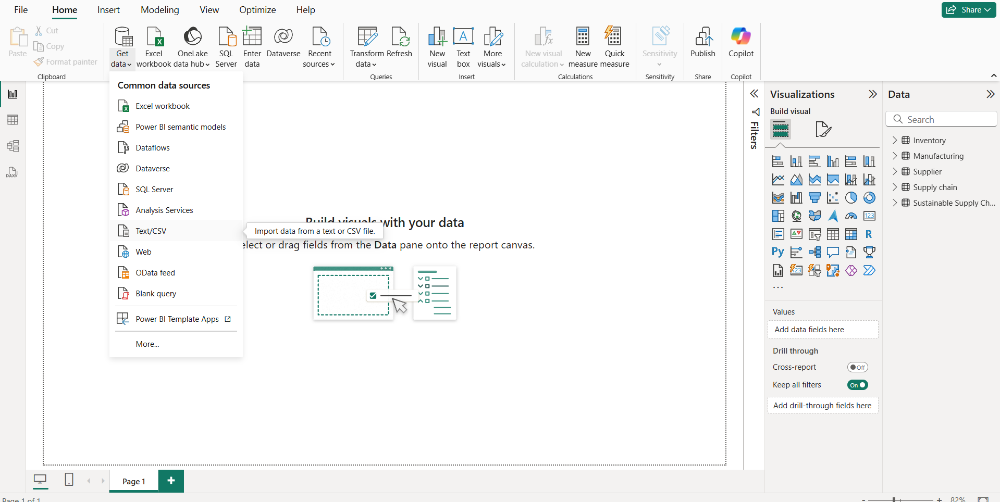 File Home Insert Modeling View Optimize Help
Share
Paste
Cut
Copy
Format painter
Clipboard
Get data
Excel workbook
OneLake data hub
SQL Server
Enter data
Dataverse
Recent sources
Transform data
Refresh
Queries
New visual
Text box
More visuals
Insert
New visual calculation
New measure
Quick measure
Calculations
Sensitivity
Sensitivity
Publish
Share
Copilot
Copilot
Common data sources
Excel workbook
Power BI semantic models
Dataflows
Dataverse
SQL Server
Analysis Services
Text/CSV
Web
OData feed
Blank query
Power BI Template Apps
More...
Import data from a text or CSV file.
Build visuals with your data
elect or drag fields from the Data pane onto the report canvas.
Filters
Visualizations
Build visual
123
R
Py
123
...
Values
Add data fields here
Drill through
Cross-report
Off
Keep all filters
On
Add drill-through fields here
Data
Search
Inventory
Manufacturing
Supplier
Supply chain
Sustainable Supply Ch...
DAX
Page 1
Page 1 of 1
- + 82%